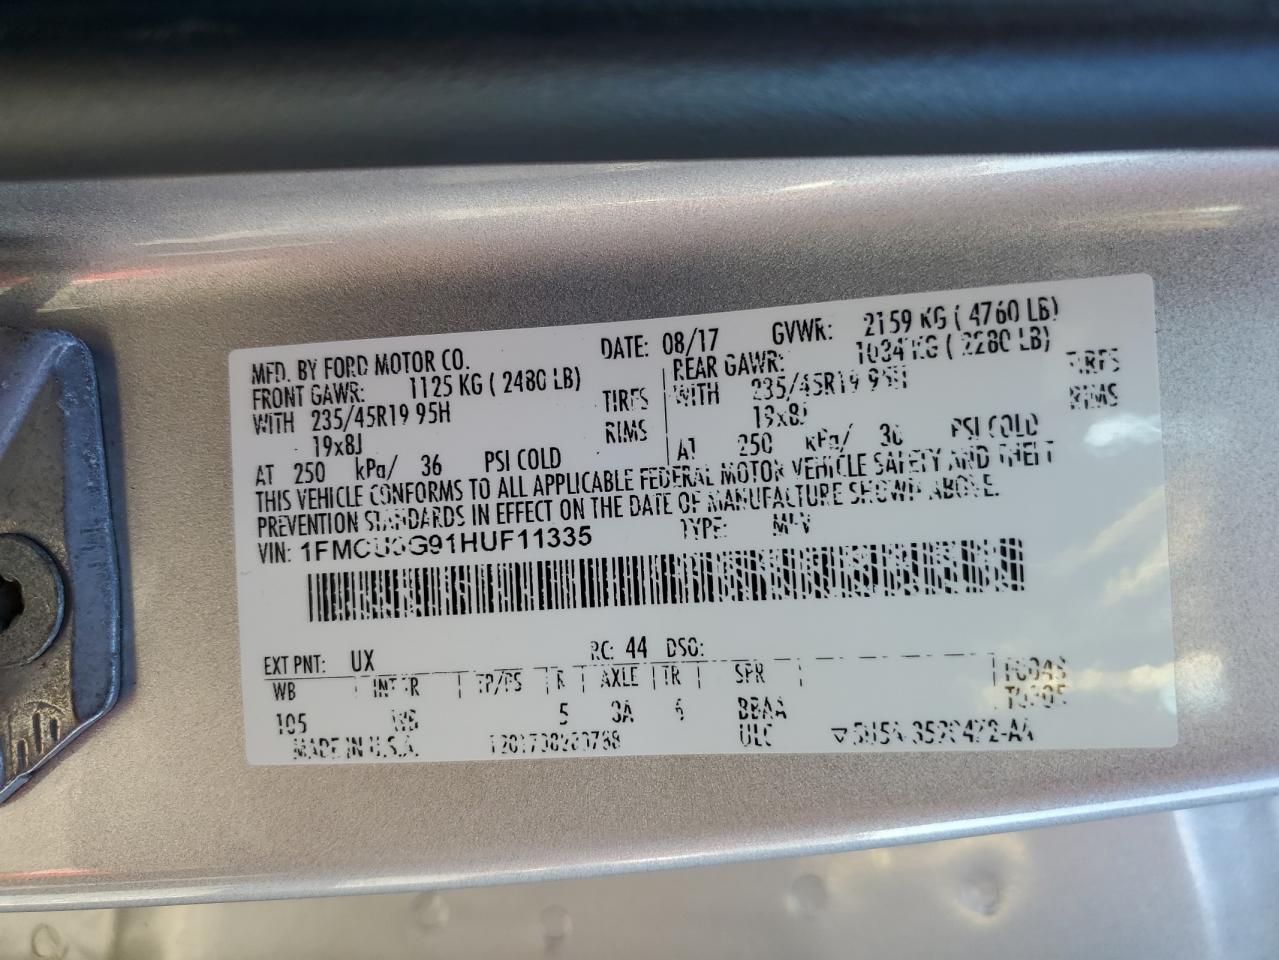 MFD. BY FORD MOTOR CO. DATE: 08/17 GVWR: 2159 KG ( 4760 LB)
FRONT GAWR: 1125 KG ( 2480 LB) REAR GAWR: 1034 KG ( 2280 LB)
WITH 235/45R19 95H TIRES WITH 235/45R19 95H TIRES
19x8J RIMS 19x8J RIMS
AT 250 kPa/ 36 PSI COLD AT 250 kPa/ 36 PSI COLD
THIS VEHICLE CONFORMS TO ALL APPLICABLE FEDERAL MOTOR VEHICLE SAFETY AND THEFT
PREVENTION STANDARDS IN EFFECT ON THE DATE OF MANUFACTURE SHOWN ABOVE.
VIN: TYPE: MPV
EXT PNT: UX RC: 44 DSO:
WB INT TR TP/PS R AXLE TR SPR
105 5 3A 6 BBAA
MADE IN U.S.A. ULC